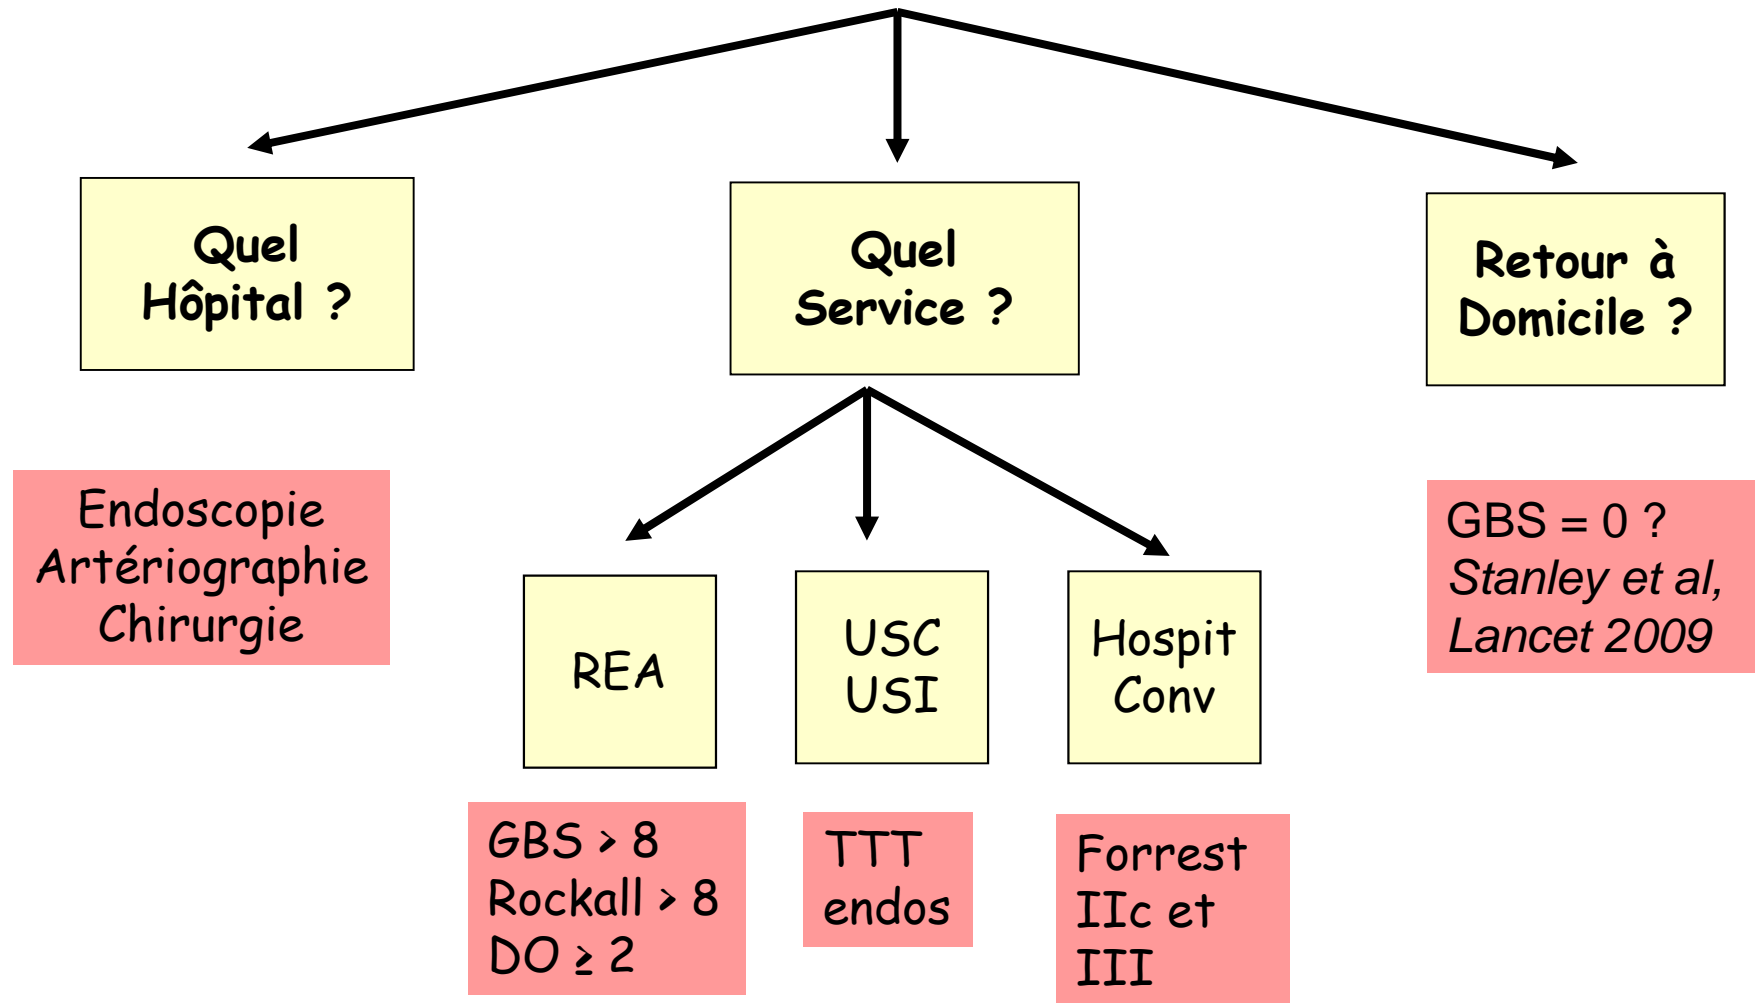 Quel
Hôpital ?
Quel
Service ?
Retour à
Domicile ?
Endoscopie
Artériographie
Chirurgie
GBS = 0 ?
Stanley et al,
Lancet 2009
REA
USC
USI
Hospit
Conv
GBS > 8
Rockall > 8
DO ≥ 2
TTT
endos
Forrest
IIc et
III